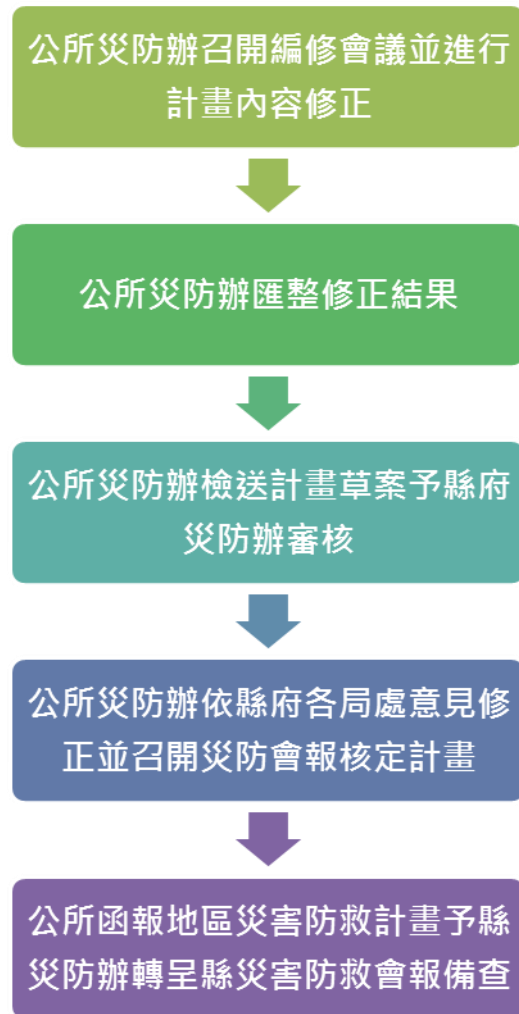 公所災防辦召開編修會議並進行
計畫內容修正
公所災防辦匯整修正結果
公所災防辦檢送計畫草案予縣府
災防辦審核
公所災防辦依縣府各局處意見修
正並召開災防會報核定計畫
公所函報地區災害防救計畫予縣
災防辦轉呈縣災害防救會報備查